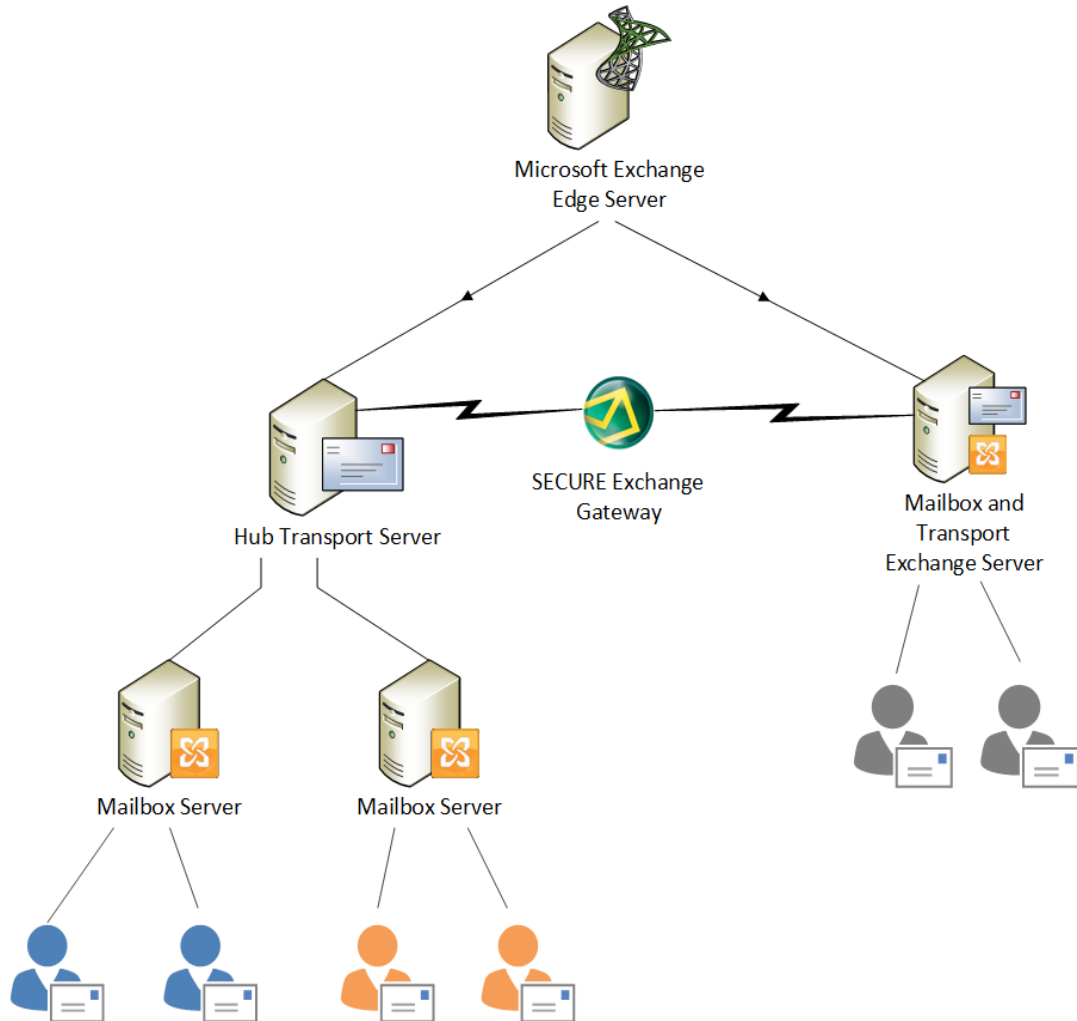 Microsoft Exchange
Edge Server
SECURE Exchange
Gateway
Hub Transport Server
Mailbox and
Transport
Exchange Server
Mailbox Server
Mailbox Server